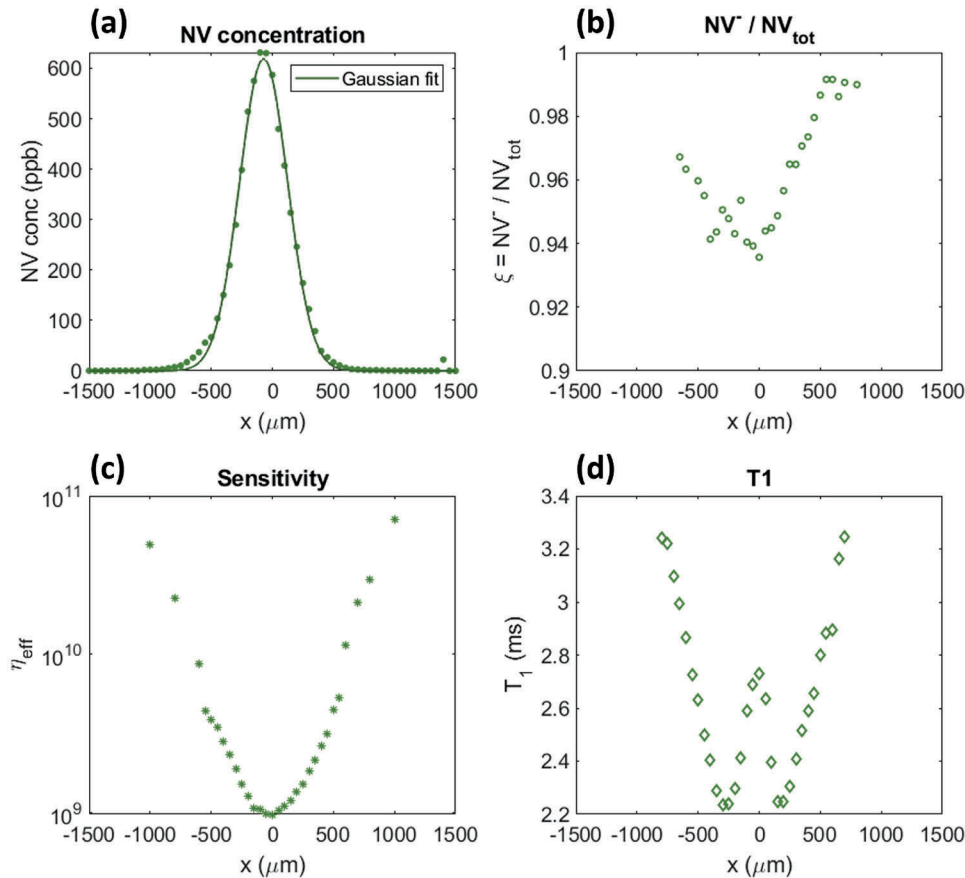 (a)
NV concentration
Gaussian fit
600
500
400
300
200
100
0
NV conc (ppb)
-1500 -1000 -500 0 500 1000 1500
x (μm)
(b)
NV⁻ / NVtot
1
0.98
0.96
0.94
0.92
0.9
ξ = NV⁻ / NVtot
-1500 -1000 -500 0 500 1000 1500
x (μm)
(c)
Sensitivity
10¹¹
10¹⁰
10⁹
ηeff
-1500 -1000 -500 0 500 1000 1500
x (μm)
(d)
T1
3.4
3.2
3
2.8
2.6
2.4
2.2
T₁ (ms)
-1500 -1000 -500 0 500 1000 1500
x (μm)